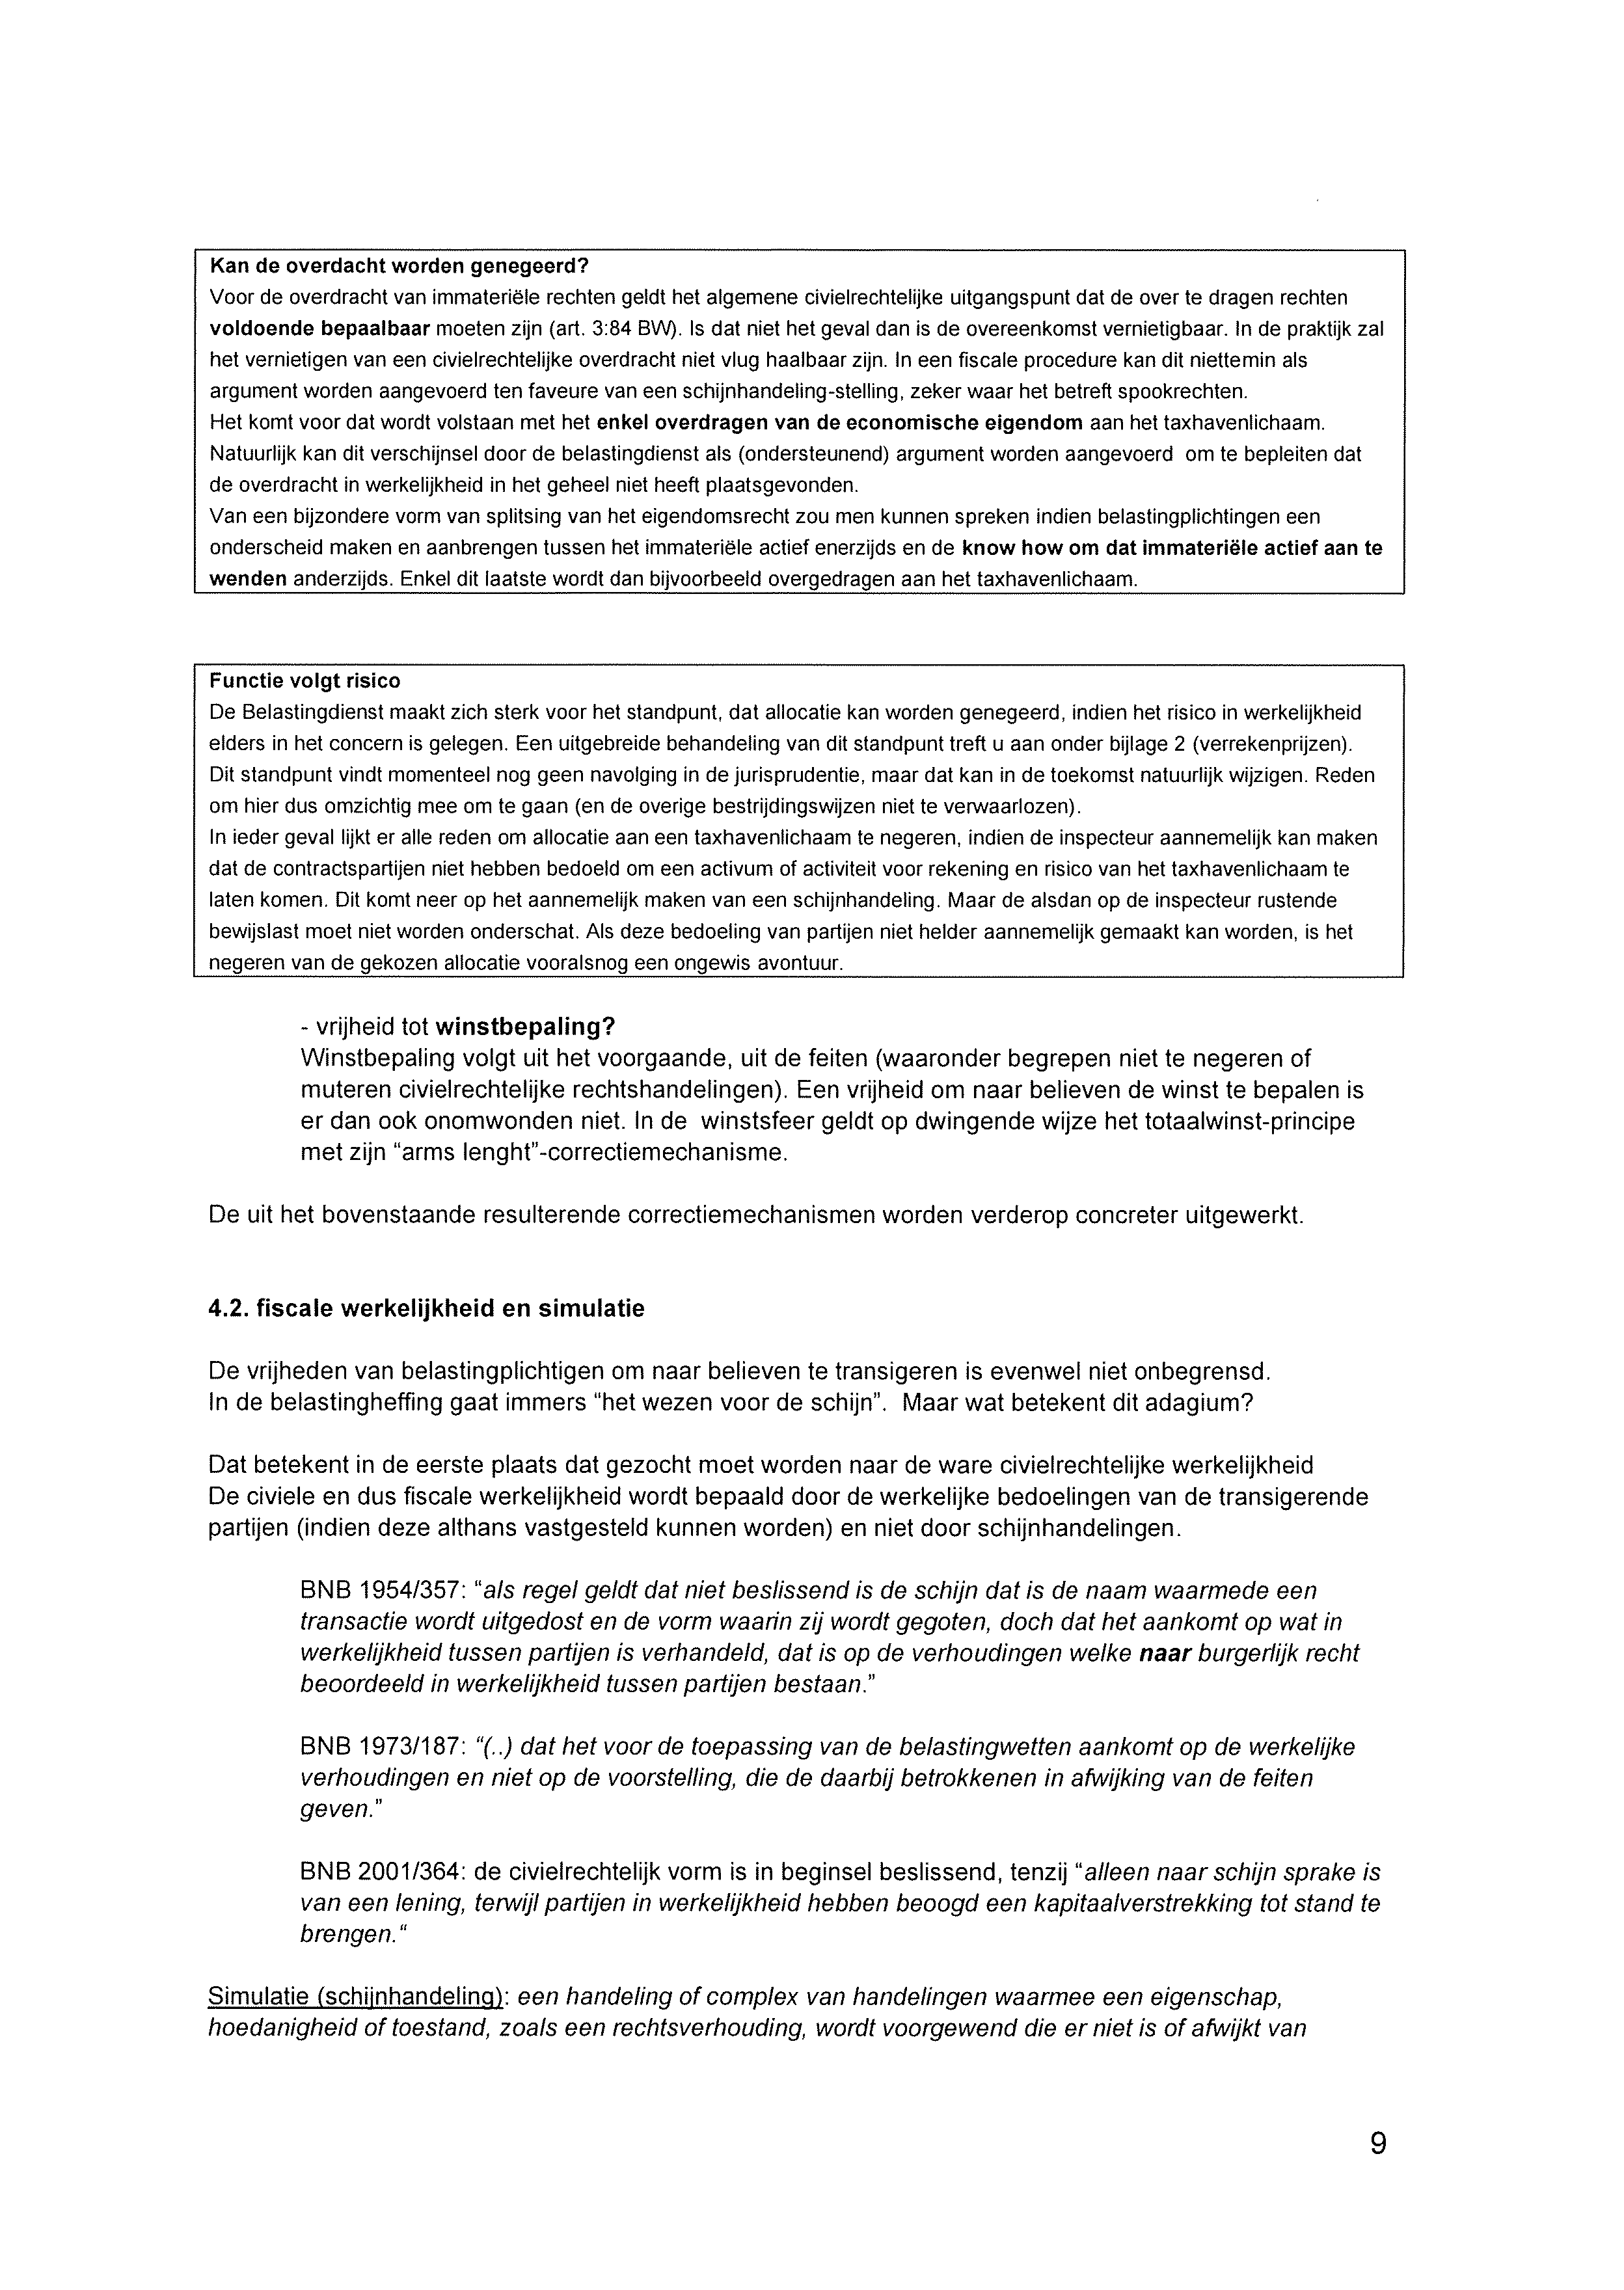 Kan de overdacht worden genegeerd?
Voor de overdracht van immateriële rechten geldt het algemene civielrechtelijke uitgangspunt dat de over te dragen rechten
voldoende bepaalbaar moeten zijn (art. 3:84 BW). Is dat niet het geval dan is de overeenkomst vernietigbaar. In de praktijk zal
het vernietigen van een civielrechtelijke overdracht niet vlug haalbaar zijn. In een fiscale procedure kan dit niettemin als
argument worden aangevoerd ten faveure van een schijnhandeling-stelling, zeker waar het betreft spookrechten.
Het komt voor dat wordt volstaan met het enkel overdragen van de economische eigendom aan het taxhavenlichaam.
Natuurlijk kan dit verschijnsel door de belastingdienst als (ondersteunend) argument worden aangevoerd om te bepleiten dat
de overdracht in werkelijkheid in het geheel niet heeft plaatsgevonden.
Van een bijzondere vorm van splitsing van het eigendomsrecht zou men kunnen spreken indien belastingplichtingen een
onderscheid maken en aanbrengen tussen het immateriële actief enerzijds en de know how om dat immateriële actief aan te
wenden anderzijds. Enkel dit laatste wordt dan bijvoorbeeld overgedragen aan het taxhavenlichaam.
Functie volgt risico
De Belastingdienst maakt zich sterk voor het standpunt, dat allocatie kan worden genegeerd, indien het risico in werkelijkheid
elders in het concern is gelegen. Een uitgebreide behandeling van dit standpunt treft u aan onder bijlage 2 (verrekenprijzen).
Dit standpunt vindt momenteel nog geen navolging in de jurisprudentie, maar dat kan in de toekomst natuurlijk wijzigen. Reden
om hier dus omzichtig mee om te gaan (en de overige bestrijdingswijzen niet te verwaarlozen).
In ieder geval lijkt er alle reden om allocatie aan een taxhavenlichaam te negeren, indien de inspecteur aannemelijk kan maken
dat de contractspartijen niet hebben bedoeld om een activum of activiteit voor rekening en risico van het taxhavenlichaam te
laten komen. Dit komt neer op het aannemelijk maken van een schijnhandeling. Maar de alsdan op de inspecteur rustende
bewijslast moet niet worden onderschat. Als deze bedoeling van partijen niet helder aannemelijk gemaakt kan worden, is het
negeren van de gekozen allocatie vooralsnog een ongewis avontuur.
- vrijheid tot winstbepaling?
Winstbepaling volgt uit het voorgaande, uit de feiten (waaronder begrepen niet te negeren of
muteren civielrechtelijke rechtshandelingen). Een vrijheid om naar believen de winst te bepalen is
er dan ook onomwonden niet. In de winstsfeer geldt op dwingende wijze het totaalwinst-principe
met zijn “arms lenght”-correctiemechanisme.
De uit het bovenstaande resulterende correctiemechanismen worden verderop concreter uitgewerkt.
4.2. fiscale werkelijkheid en simulatie
De vrijheden van belastingplichtigen om naar believen te transigeren is evenwel niet onbegrensd.
In de belastingheffing gaat immers “het wezen voor de schijn”. Maar wat betekent dit adagium?
Dat betekent in de eerste plaats dat gezocht moet worden naar de ware civielrechtelijke werkelijkheid
De civiele en dus fiscale werkelijkheid wordt bepaald door de werkelijke bedoelingen van de transigerende
partijen (indien deze althans vastgesteld kunnen worden) en niet door schijnhandelingen.
BNB 1954/357: “als regel geldt dat niet beslissend is de schijn dat is de naam waarmede een
transactie wordt uitgedost en de vorm waarin zij wordt gegoten, doch dat het aankomt op wat in
werkelijkheid tussen partijen is verhandeld, dat is op de verhoudingen welke naar burgerlijk recht
beoordeeld in werkelijkheid tussen partijen bestaan.”
BNB 1973/187: “(..) dat het voor de toepassing van de belastingwetten aankomt op de werkelijke
verhoudingen en niet op de voorstelling, die de daarbij betrokkenen in afwijking van de feiten
geven.”
BNB 2001/364: de civielrechtelijk vorm is in beginsel beslissend, tenzij “alleen naar schijn sprake is
van een lening, terwijl partijen in werkelijkheid hebben beoogd een kapitaalverstrekking tot stand te
brengen.“
Simulatie (schijnhandeling): een handeling of complex van handelingen waarmee een eigenschap,
hoedanigheid of toestand, zoals een rechtsverhouding, wordt voorgewend die er niet is of afwijkt van
9